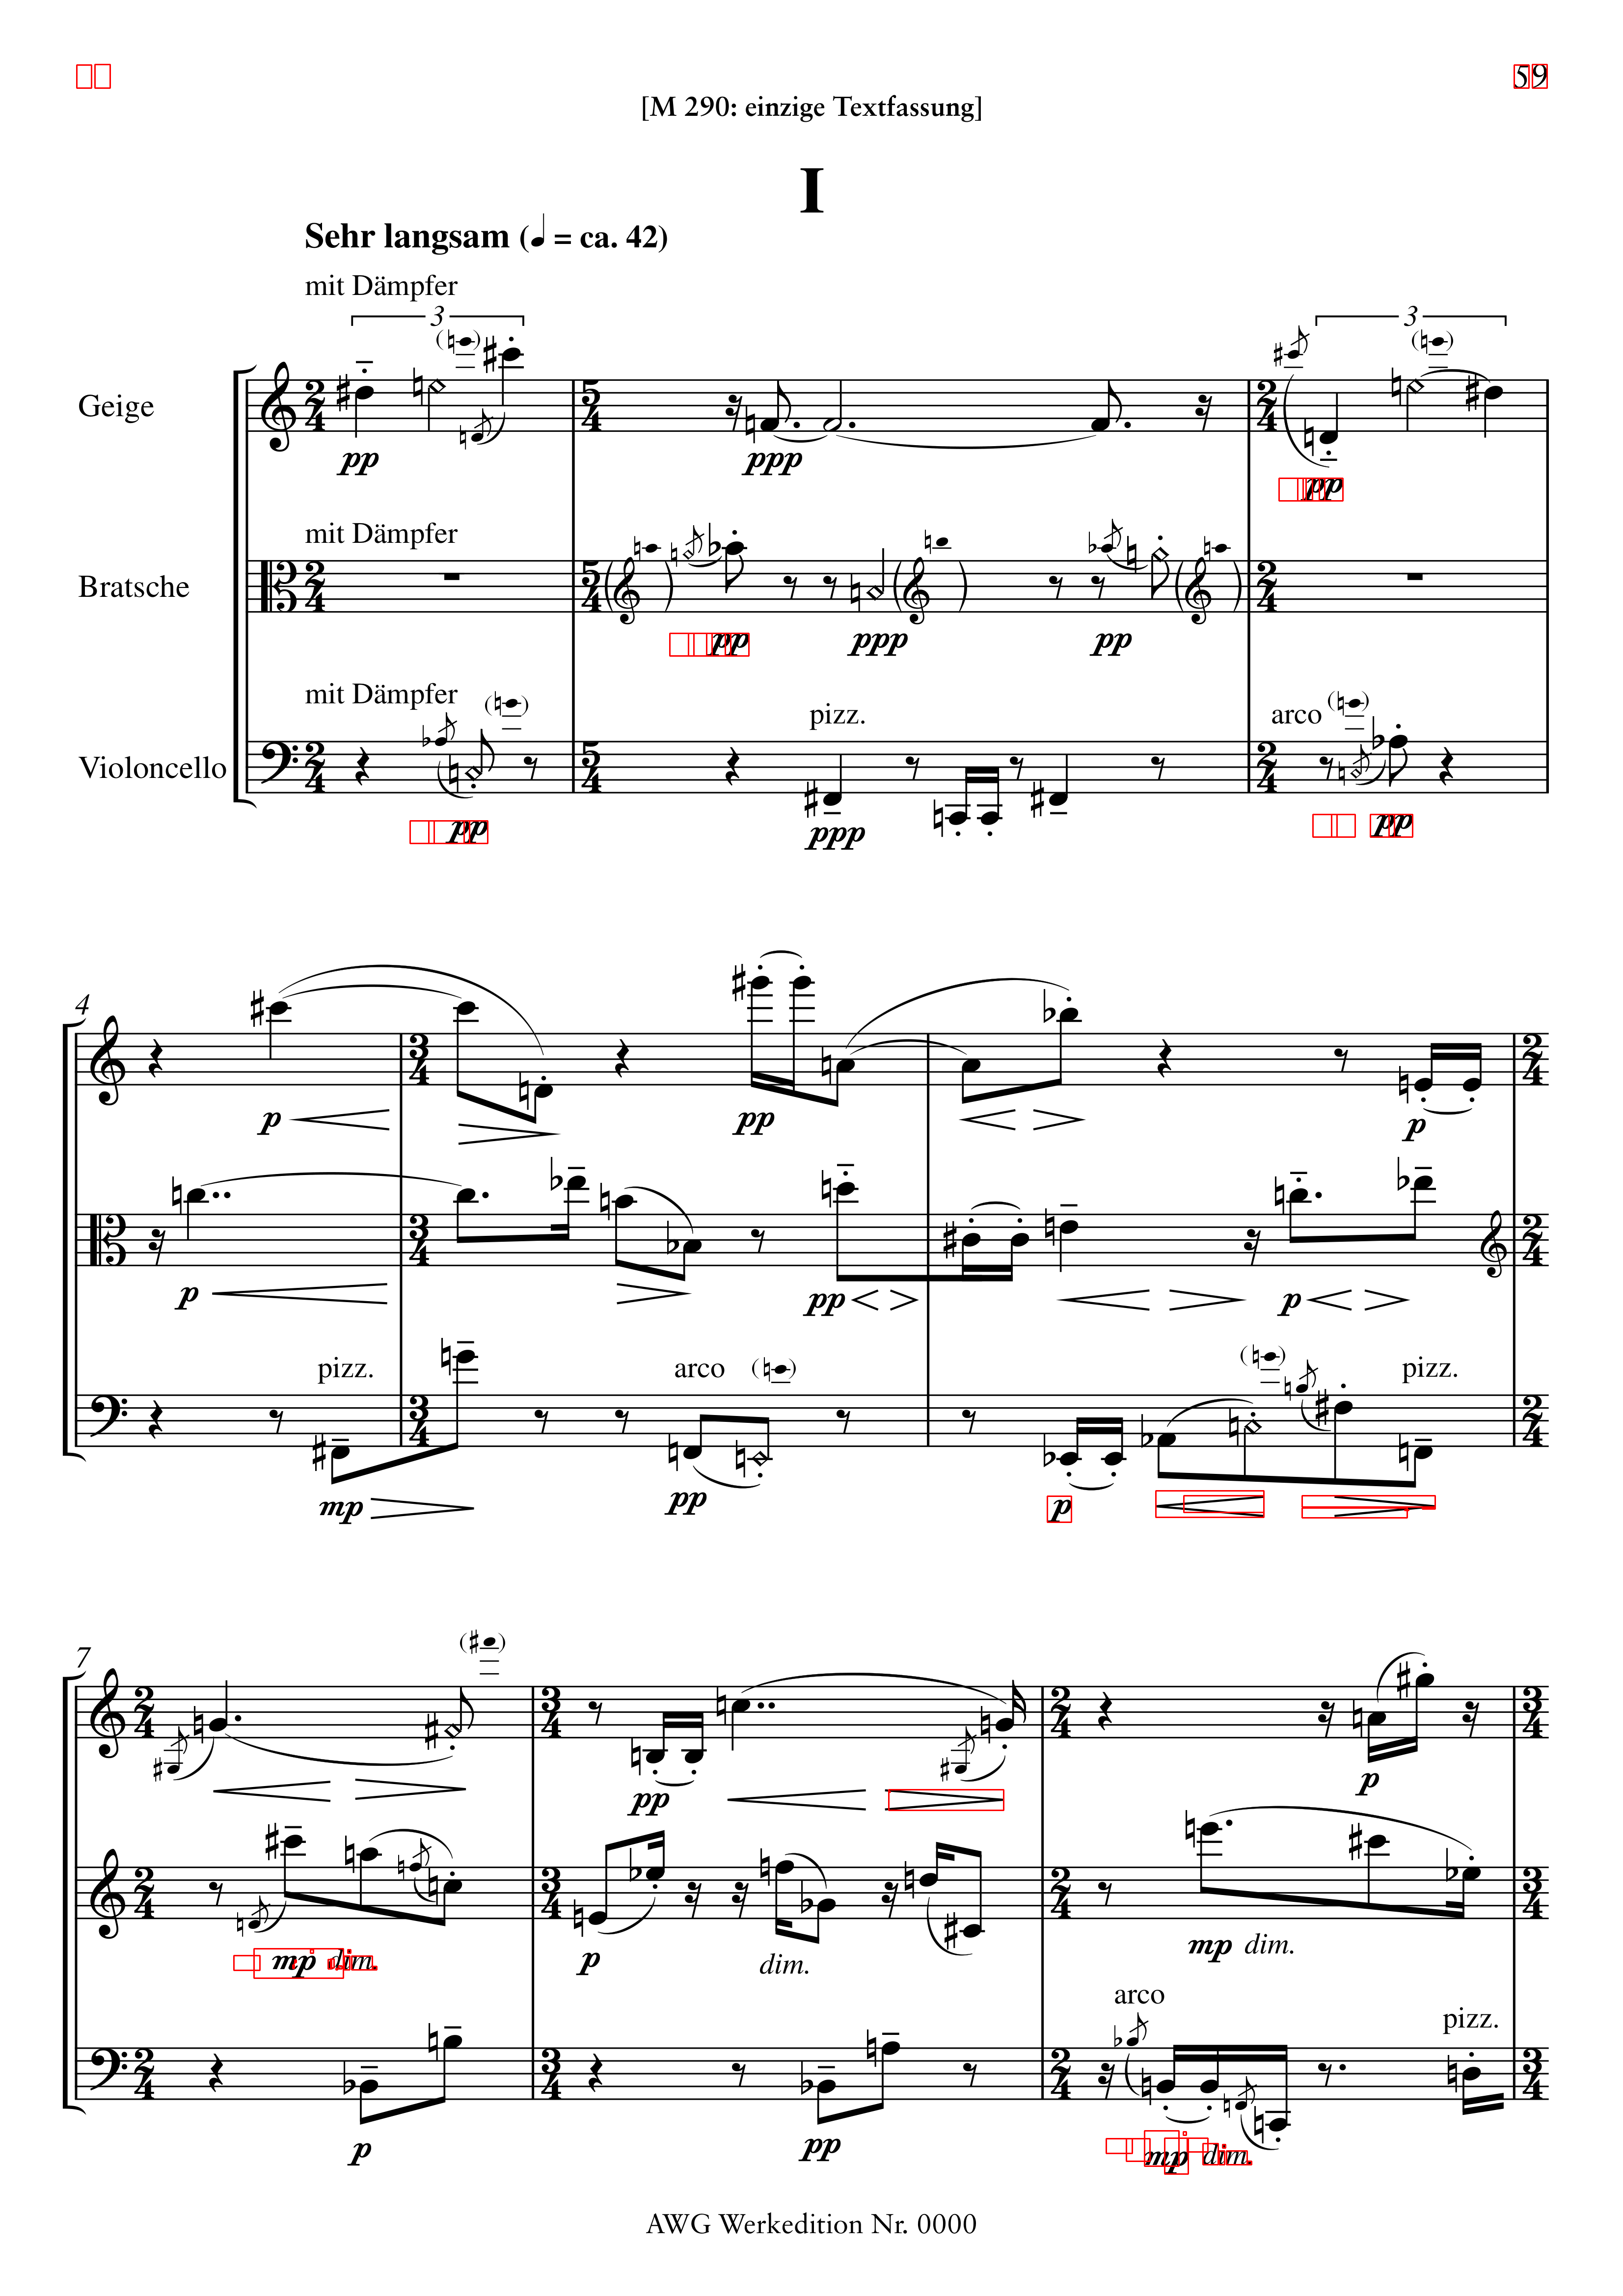 59
[M 290: einzige Textfassung]
I
Sehr langsam (♩ = ca. 42)
mit Dämpfer
3
3
Geige
pp
ppp
pp
mit Dämpfer
Bratsche
pp
ppp
pp
mit Dämpfer
pizz.
arco
Violoncello
pp
ppp
pp
4
p
pp
p
p
pp
p
pizz.
arco
pizz.
mp
pp
p
7
pp
p
mp dim.
p
dim.
mp dim.
arco
pizz.
p
pp
mp dim.
AWG Werkedition Nr. 0000